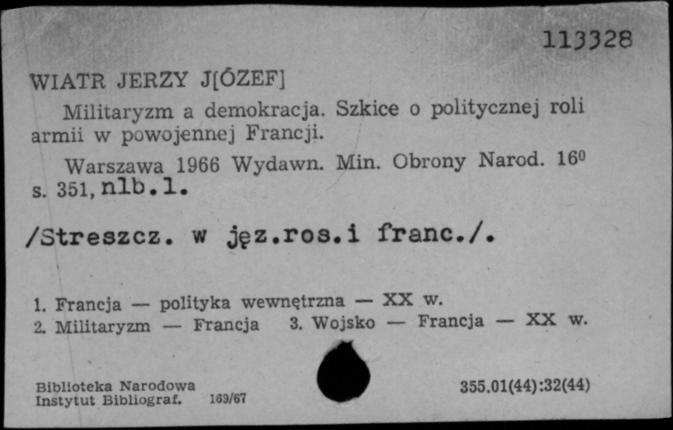 113328
WIATR JERZY J[ÓZEF]
Militaryzm a demokracja. Szkice o politycznej roli
armii w powojennej Francji.
Warszawa 1966 Wydawn. Min. Obrony Narod. 16⁰
s. 351, nlb.1.
/Streszcz. w jęz.ros.i franc./.
1. Francja — polityka wewnętrzna — XX w.
2. Militaryzm — Francja 3. Wojsko — Francja — XX w.
Biblioteka Narodowa
Instytut Bibliograf. 169/67
355.01(44):32(44)